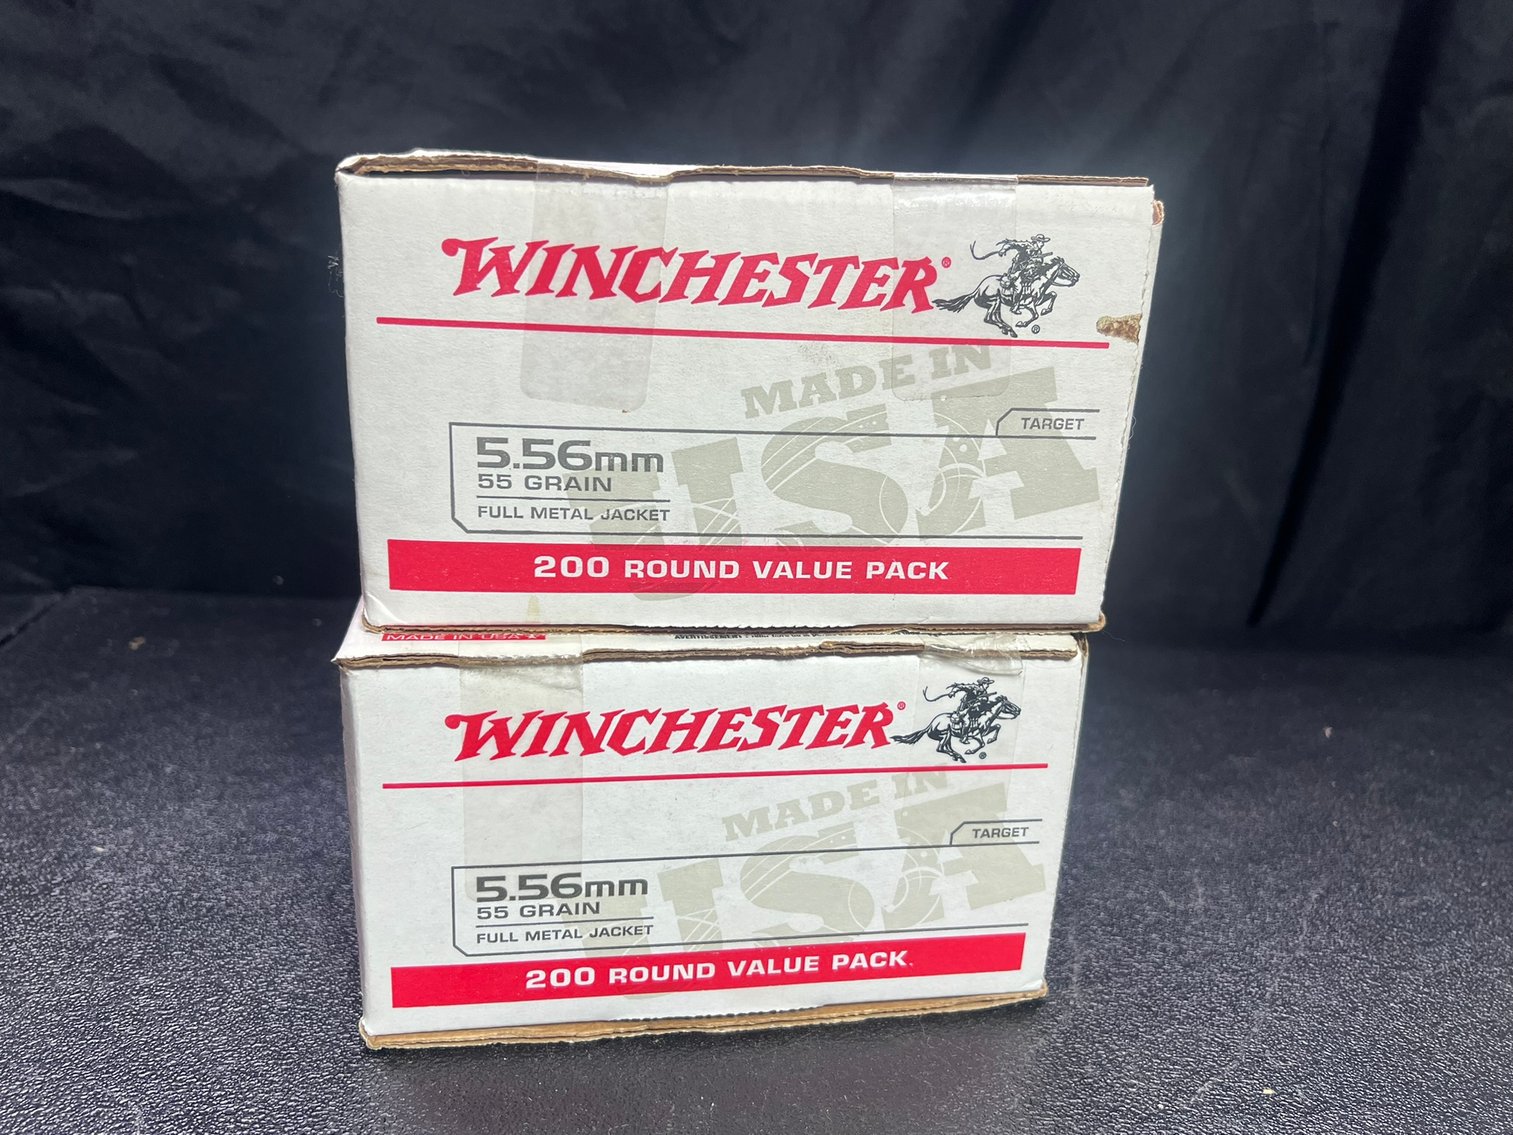 WINCHESTER®
MADE IN
USA
TARGET
5.56mm
55 GRAIN
FULL METAL JACKET
200 ROUND VALUE PACK
MADE IN USA
WINCHESTER®
MADE IN
USA
TARGET
5.56mm
55 GRAIN
FULL METAL JACKET
200 ROUND VALUE PACK